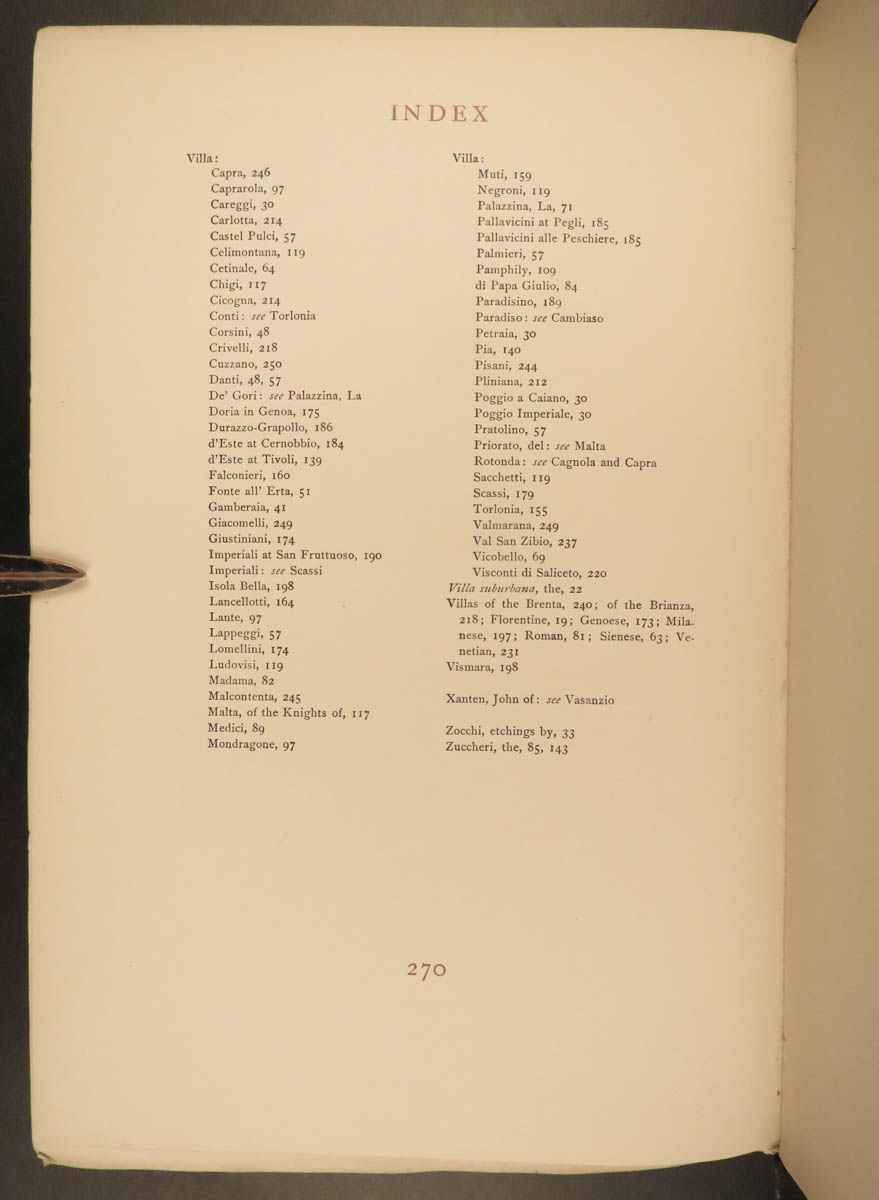 INDEX
Villa:
Capra, 246
Caprarola, 97
Careggi, 30
Carlotta, 214
Castel Pulci, 57
Celimontana, 119
Cetinale, 64
Chigi, 117
Cicogna, 214
Conti: see Torlonia
Corsini, 48
Crivelli, 218
Cuzzano, 250
Danti, 48, 57
De' Gori: see Palazzina, La
Doria in Genoa, 175
Durazzo-Grapollo, 186
d'Este at Cernobbio, 184
d'Este at Tivoli, 139
Falconieri, 160
Fonte all' Erta, 51
Gamberaia, 41
Giacomelli, 249
Giustiniani, 174
Imperiali at San Fruttuoso, 190
Imperiali: see Scassi
Isola Bella, 198
Lancellotti, 164
Lante, 97
Lappeggi, 57
Lomellini, 174
Ludovisi, 119
Madama, 82
Malcontenta, 245
Malta, of the Knights of, 117
Medici, 89
Mondragone, 97
Villa:
Muti, 159
Negroni, 119
Palazzina, La, 71
Pallavicini at Pegli, 185
Pallavicini alle Peschiere, 185
Palmieri, 57
Pamphily, 109
di Papa Giulio, 84
Paradisino, 189
Paradiso: see Cambiaso
Petraia, 30
Pia, 140
Pisani, 244
Pliniana, 212
Poggio a Caiano, 30
Poggio Imperiale, 30
Pratolino, 57
Priorato, del: see Malta
Rotonda: see Cagnola and Capra
Sacchetti, 119
Scassi, 179
Torlonia, 155
Valmarana, 249
Val San Zibio, 237
Vicobello, 69
Visconti di Saliceto, 220
Villa suburbana, the, 22
Villas of the Brenta, 240; of the Brianza,
218; Florentine, 19; Genoese, 173; Mila-
nese, 197; Roman, 81; Sienese, 63; Ve-
netian, 231
Vismara, 198
Xanten, John of: see Vasanzio
Zocchi, etchings by, 33
Zuccheri, the, 85, 143
270